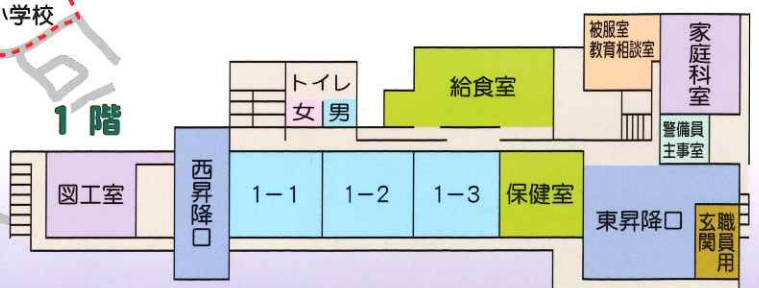 小学校
1階
トイレ
女 男
給食室
被服室
教育相談室
家庭科室
警備員
主事室
図工室
西昇降口
1-1
1-2
1-3
保健室
東昇降口
職員用
玄関